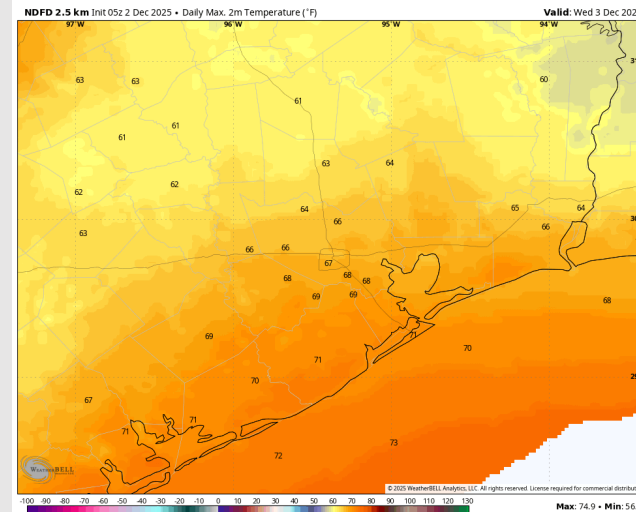 NDFD 2.5 km Init 05z 2 Dec 2025 • Daily Max. 2m Temperature (°F) Valid: Wed 3 Dec 202
97°W 96°W 95°W 94°W
31
63 63 60
61
61
61
63 64
62
62
64 65 64
66 66 30
63
66 66
67
68 68 68
69 69 68
71
69 70
71
70 29
67
71
71
73
72
WEATHERBELL
© 2025 WeatherBELL Analytics, LLC. All rights reserved. License required for commercial distribut
-100 -90 -80 -70 -60 -50 -40 -30 -20 -10 0 10 20 30 40 50 60 70 80 90 100 110 120 130
Max: 74.9 • Min: 56